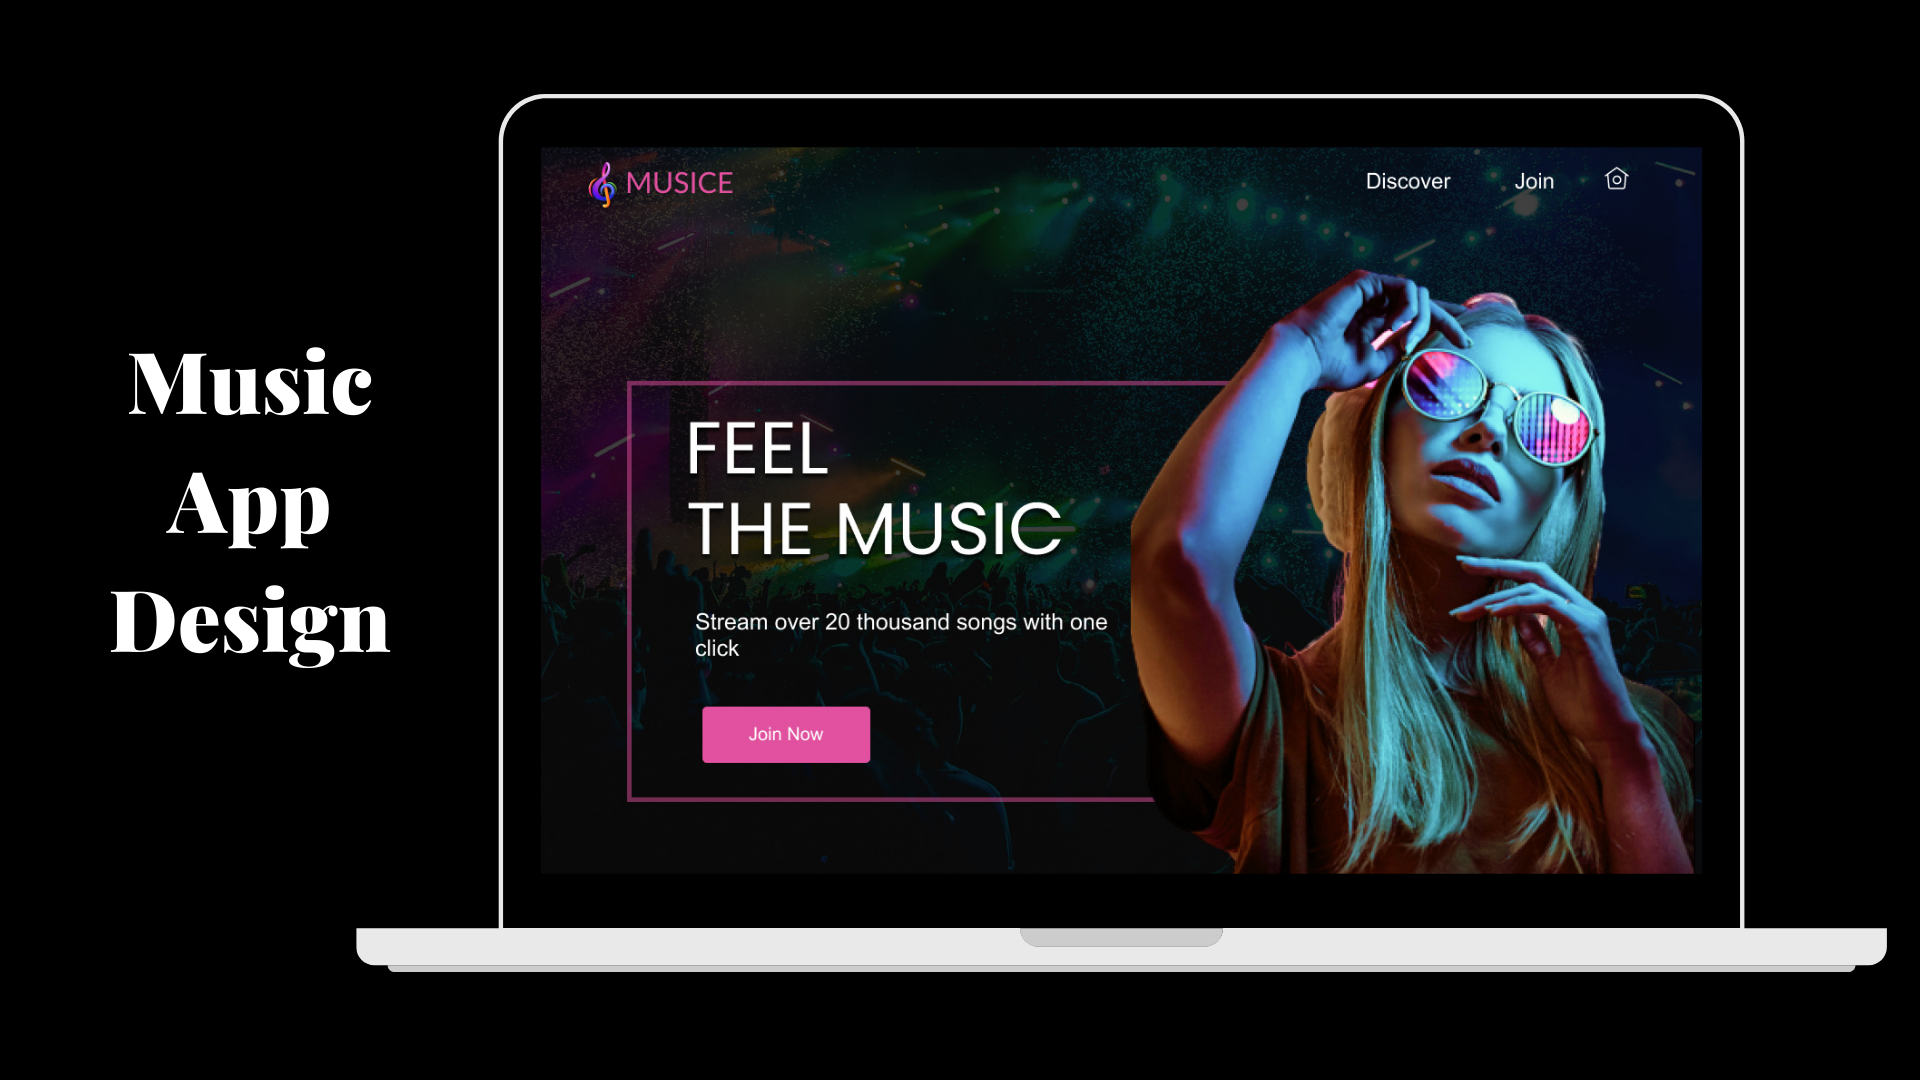 Music
App
Design
MUSICE
Discover
Join
FEEL
THE MUSIC
Stream over 20 thousand songs with one
click
Join Now